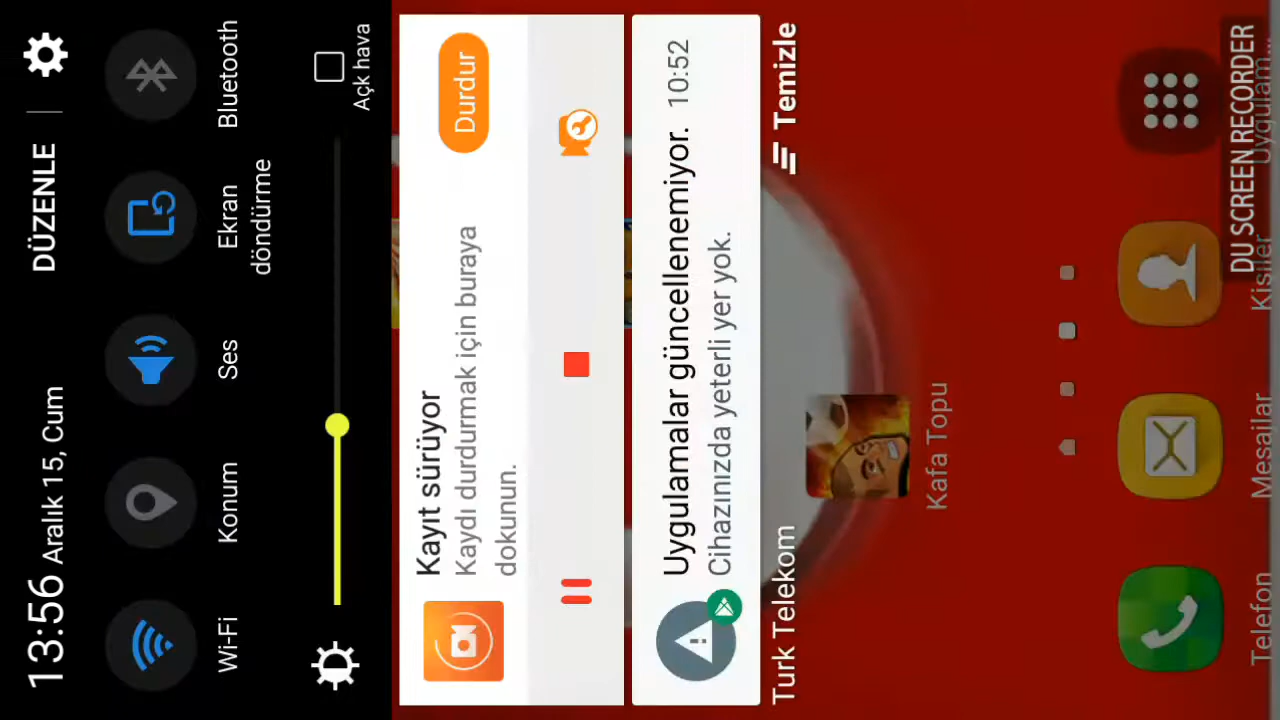 13:56 Aralık 15, Cum
DÜZENLE
Wi-Fi
Konum
Ses
Ekran
döndürme
Bluetooth
Açk hava
Kayıt sürüyor
Kaydı durdurmak için buraya
dokunun.
Durdur
Uygulamalar güncellenemiyor. 10:52
Cihazınızda yeterli yer yok.
Turk Telekom
Temizle
Kafa Topu
Telefon
Mesajlar
Kişiler
Uygulam...
DU SCREEN RECORDER